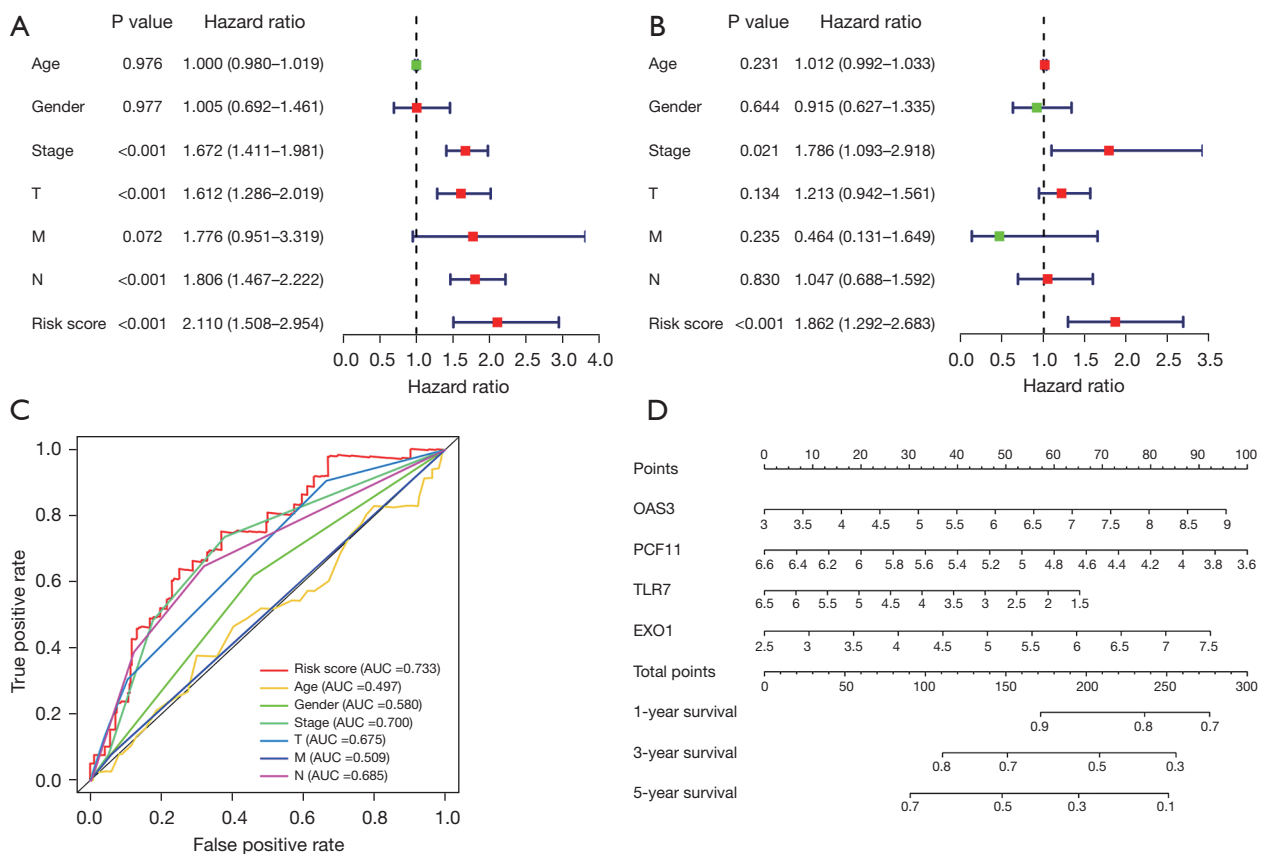 A
P value Hazard ratio
Age 0.976 1.000 (0.980–1.019)
Gender 0.977 1.005 (0.692–1.461)
Stage <0.001 1.672 (1.411–1.981)
T <0.001 1.612 (1.286–2.019)
M 0.072 1.776 (0.951–3.319)
N <0.001 1.806 (1.467–2.222)
Risk score <0.001 2.110 (1.508–2.954)
0.0 0.5 1.0 1.5 2.0 2.5 3.0 3.5 4.0
Hazard ratio
B
P value Hazard ratio
Age 0.231 1.012 (0.992–1.033)
Gender 0.644 0.915 (0.627–1.335)
Stage 0.021 1.786 (1.093–2.918)
T 0.134 1.213 (0.942–1.561)
M 0.235 0.464 (0.131–1.649)
N 0.830 1.047 (0.688–1.592)
Risk score <0.001 1.862 (1.292–2.683)
0.0 0.5 1.0 1.5 2.0 2.5 3.0 3.5
Hazard ratio
C
True positive rate
1.0
0.8
0.6
0.4
0.2
0.0
Risk score (AUC =0.733)
Age (AUC =0.497)
Gender (AUC =0.580)
Stage (AUC =0.700)
T (AUC =0.675)
M (AUC =0.509)
N (AUC =0.685)
0.0 0.2 0.4 0.6 0.8 1.0
False positive rate
D
Points 0 10 20 30 40 50 60 70 80 90 100
OAS3
3 3.5 4 4.5 5 5.5 6 6.5 7 7.5 8 8.5 9
PCF11
6.6 6.4 6.2 6 5.8 5.6 5.4 5.2 5 4.8 4.6 4.4 4.2 4 3.8 3.6
TLR7
6.5 6 5.5 5 4.5 4 3.5 3 2.5 2 1.5
EXO1
2.5 3 3.5 4 4.5 5 5.5 6 6.5 7 7.5
Total points
0 50 100 150 200 250 300
1-year survival
0.9 0.8 0.7
3-year survival
0.8 0.7 0.5 0.3
5-year survival
0.7 0.5 0.3 0.1